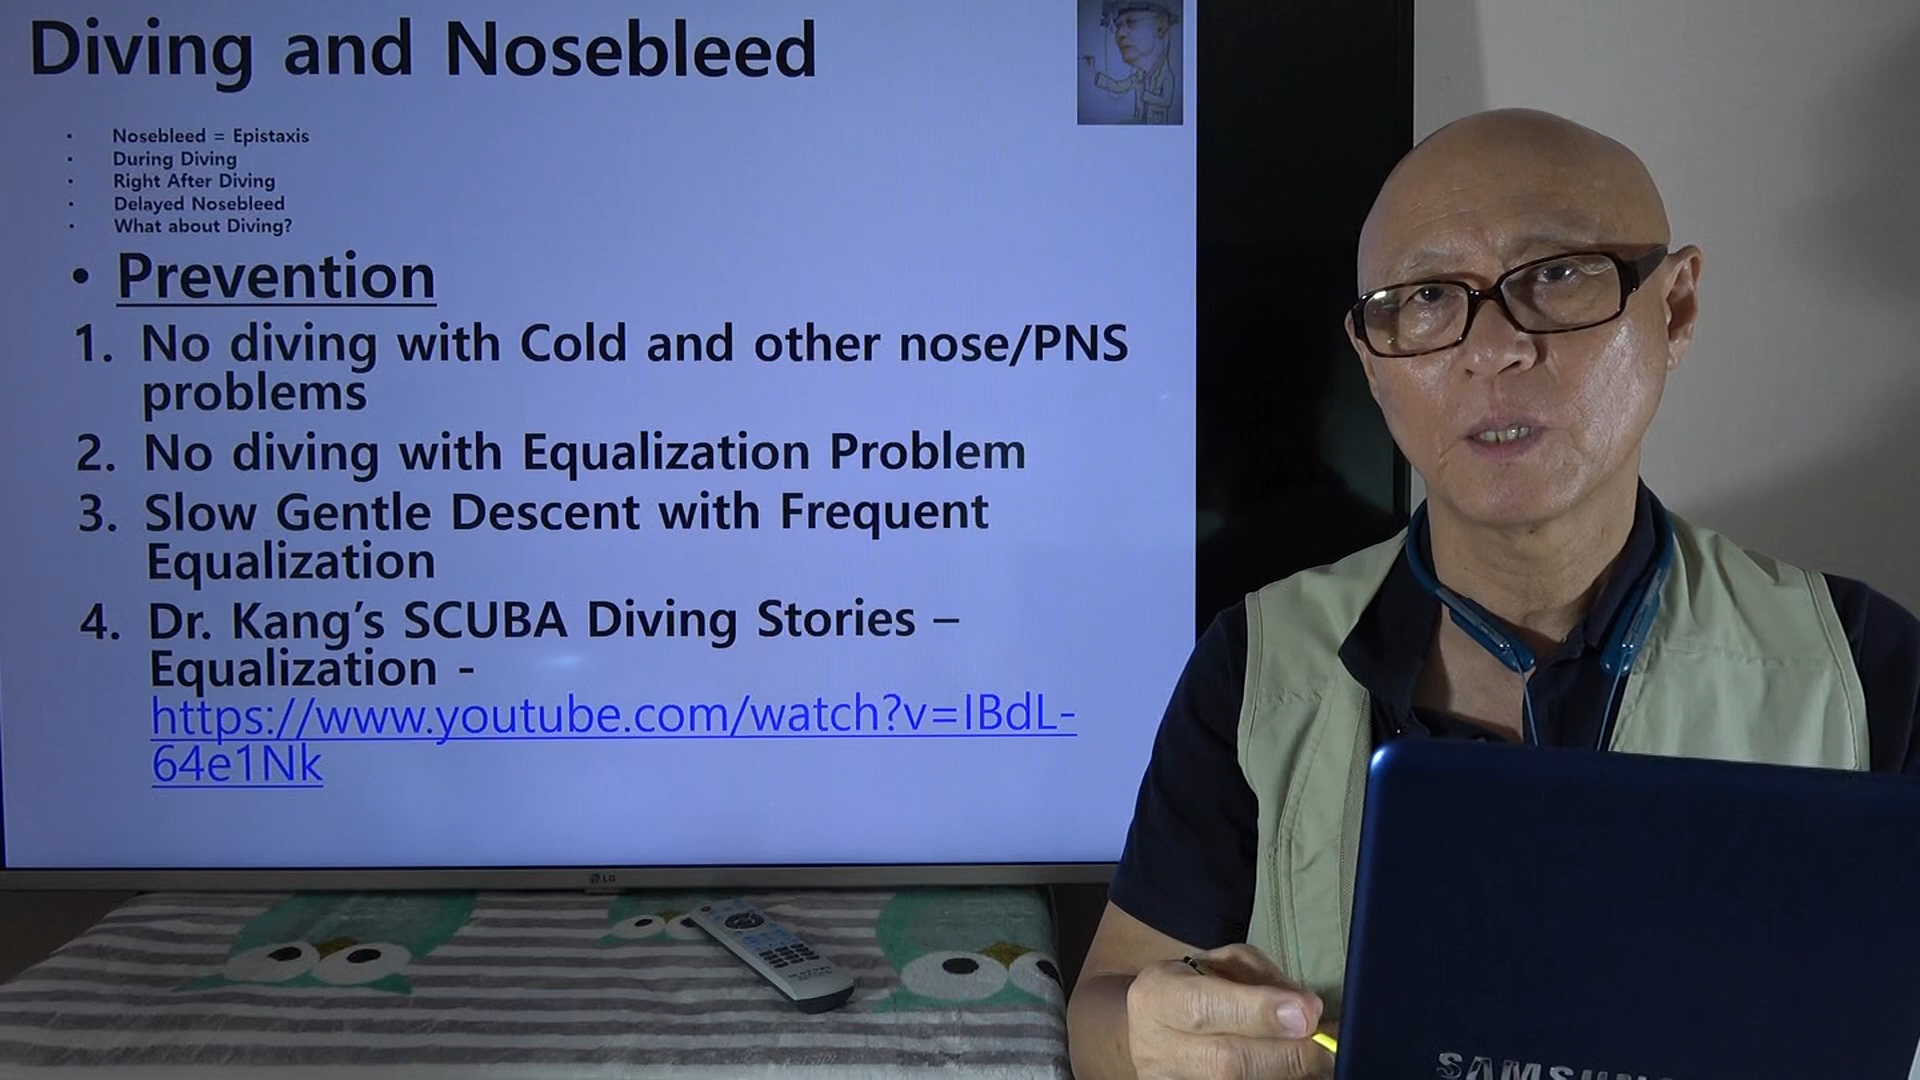 Diving and Nosebleed
• Nosebleed = Epistaxis
• During Diving
• Right After Diving
• Delayed Nosebleed
• What about Diving?
• Prevention
1. No diving with Cold and other nose/PNS
problems
2. No diving with Equalization Problem
3. Slow Gentle Descent with Frequent
Equalization
4. Dr. Kang's SCUBA Diving Stories –
Equalization -
https://www.youtube.com/watch?v=IBdL-
64e1Nk
LG
SAMSUNG